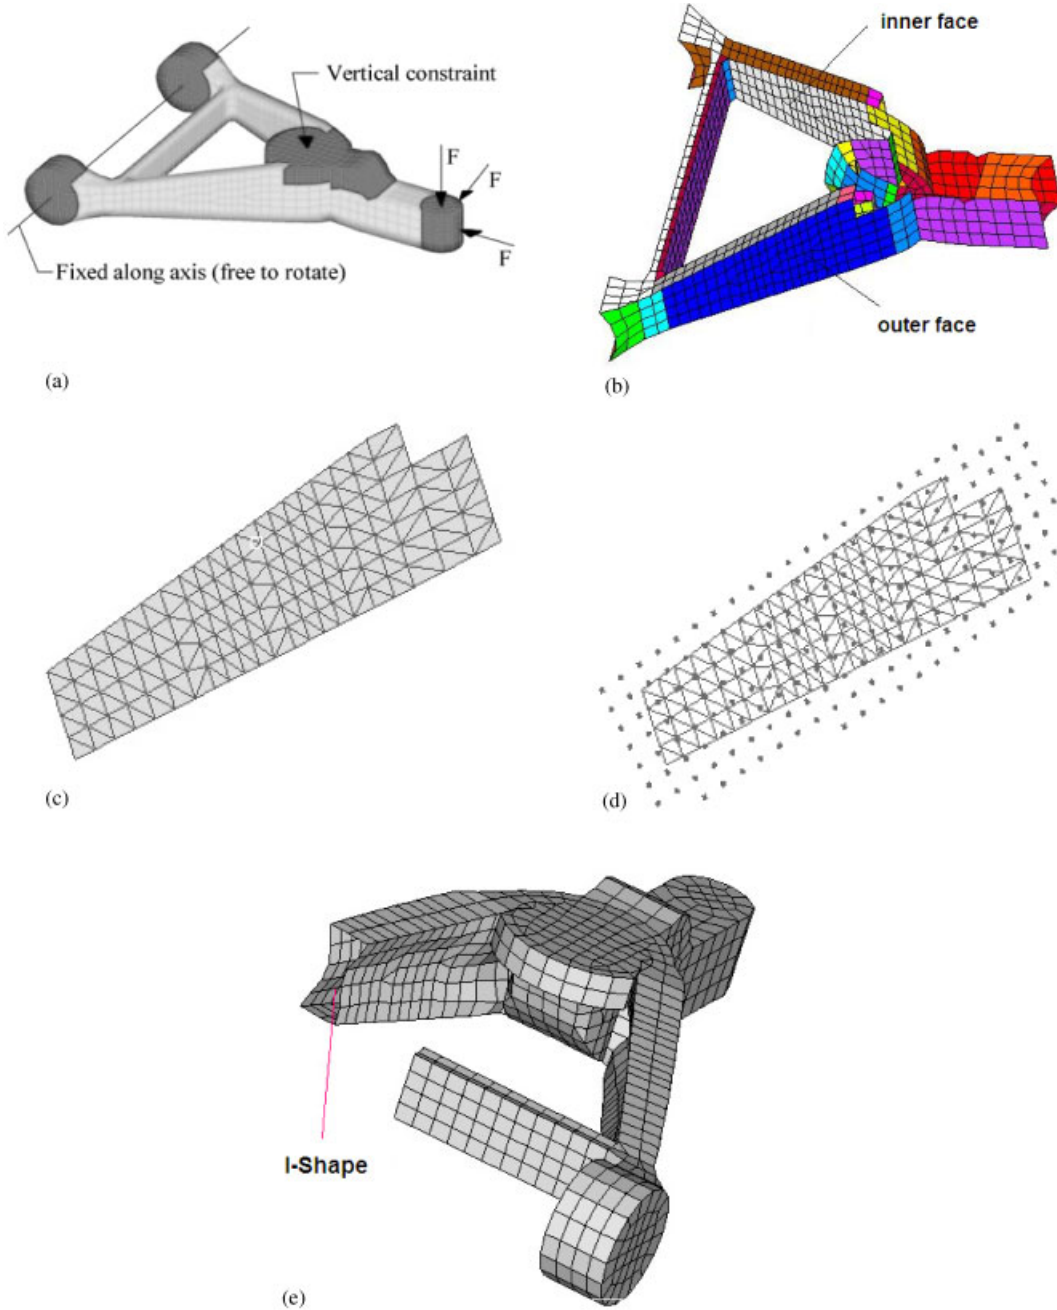 Vertical constraint
F
F
F
Fixed along axis (free to rotate)
(a)
inner face
outer face
(b)
(c)
(d)
I-Shape
(e)